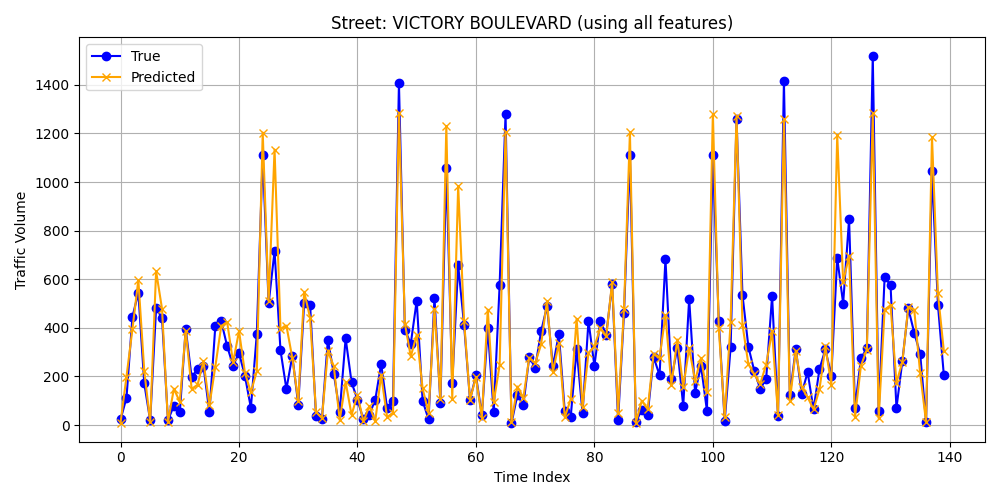 Street: VICTORY BOULEVARD (using all features)
True
Predicted
Traffic Volume
1400
1200
1000
800
600
400
200
0
0 20 40 60 80 100 120 140
Time Index